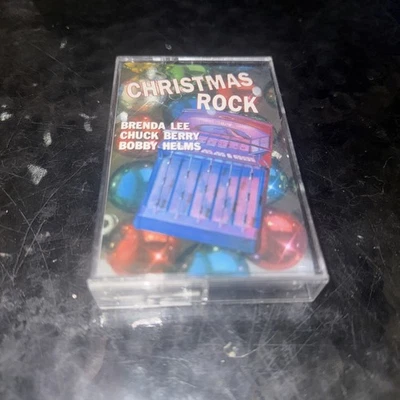 CHRISTMAS
ROCK
BRENDA LEE
CHUCK BERRY
BOBBY HELMS